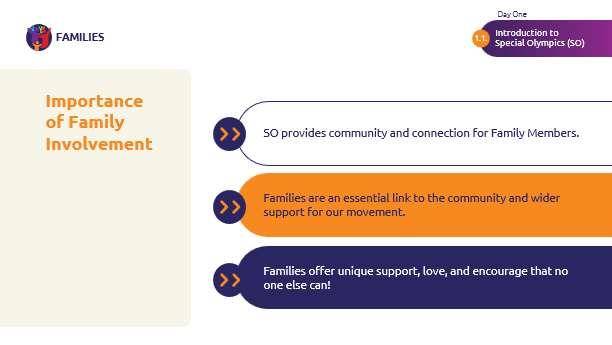 FAMILIES
Day One
1.1.
Introduction to
Special Olympics (SO)
Importance
of Family
Involvement
SO provides community and connection for Family Members.
Families are an essential link to the community and wider
support for our movement.
Families offer unique support, love, and encourage that no
one else can!